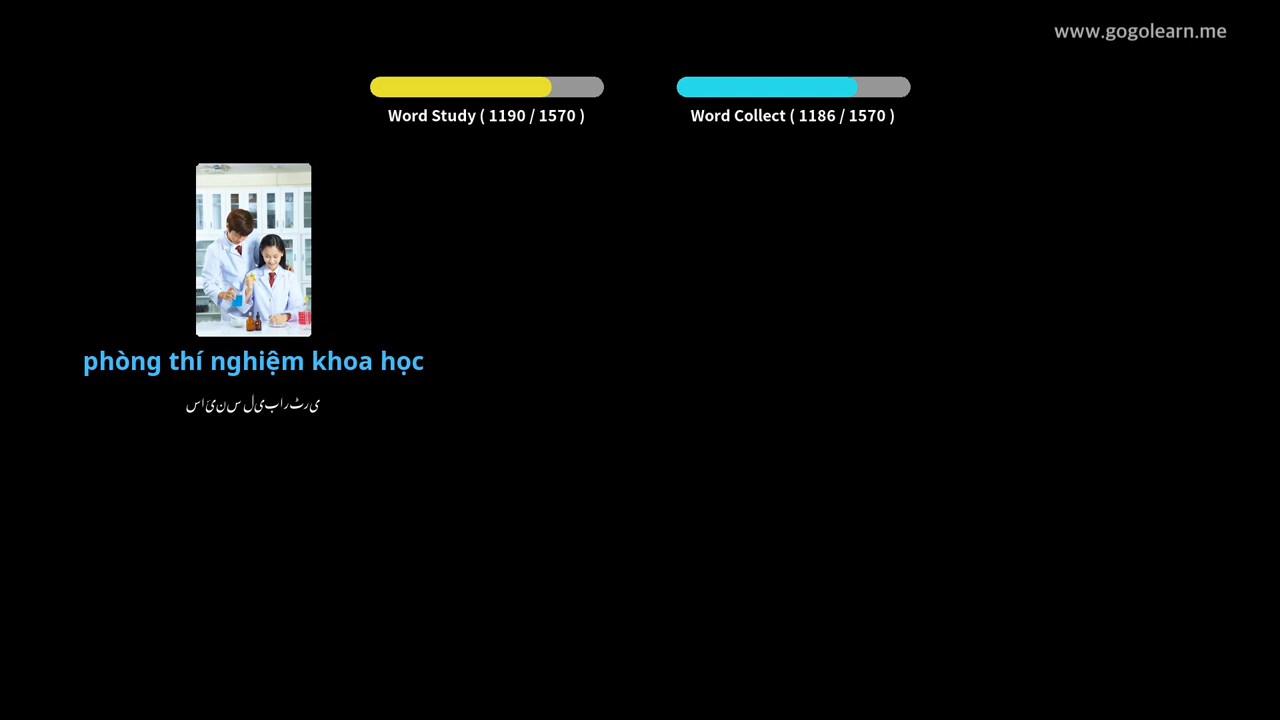 www.gogolearn.me
Word Study ( 1190 / 1570 )
Word Collect ( 1186 / 1570 )
phòng thí nghiệm khoa học
سائنس لیبارٹری